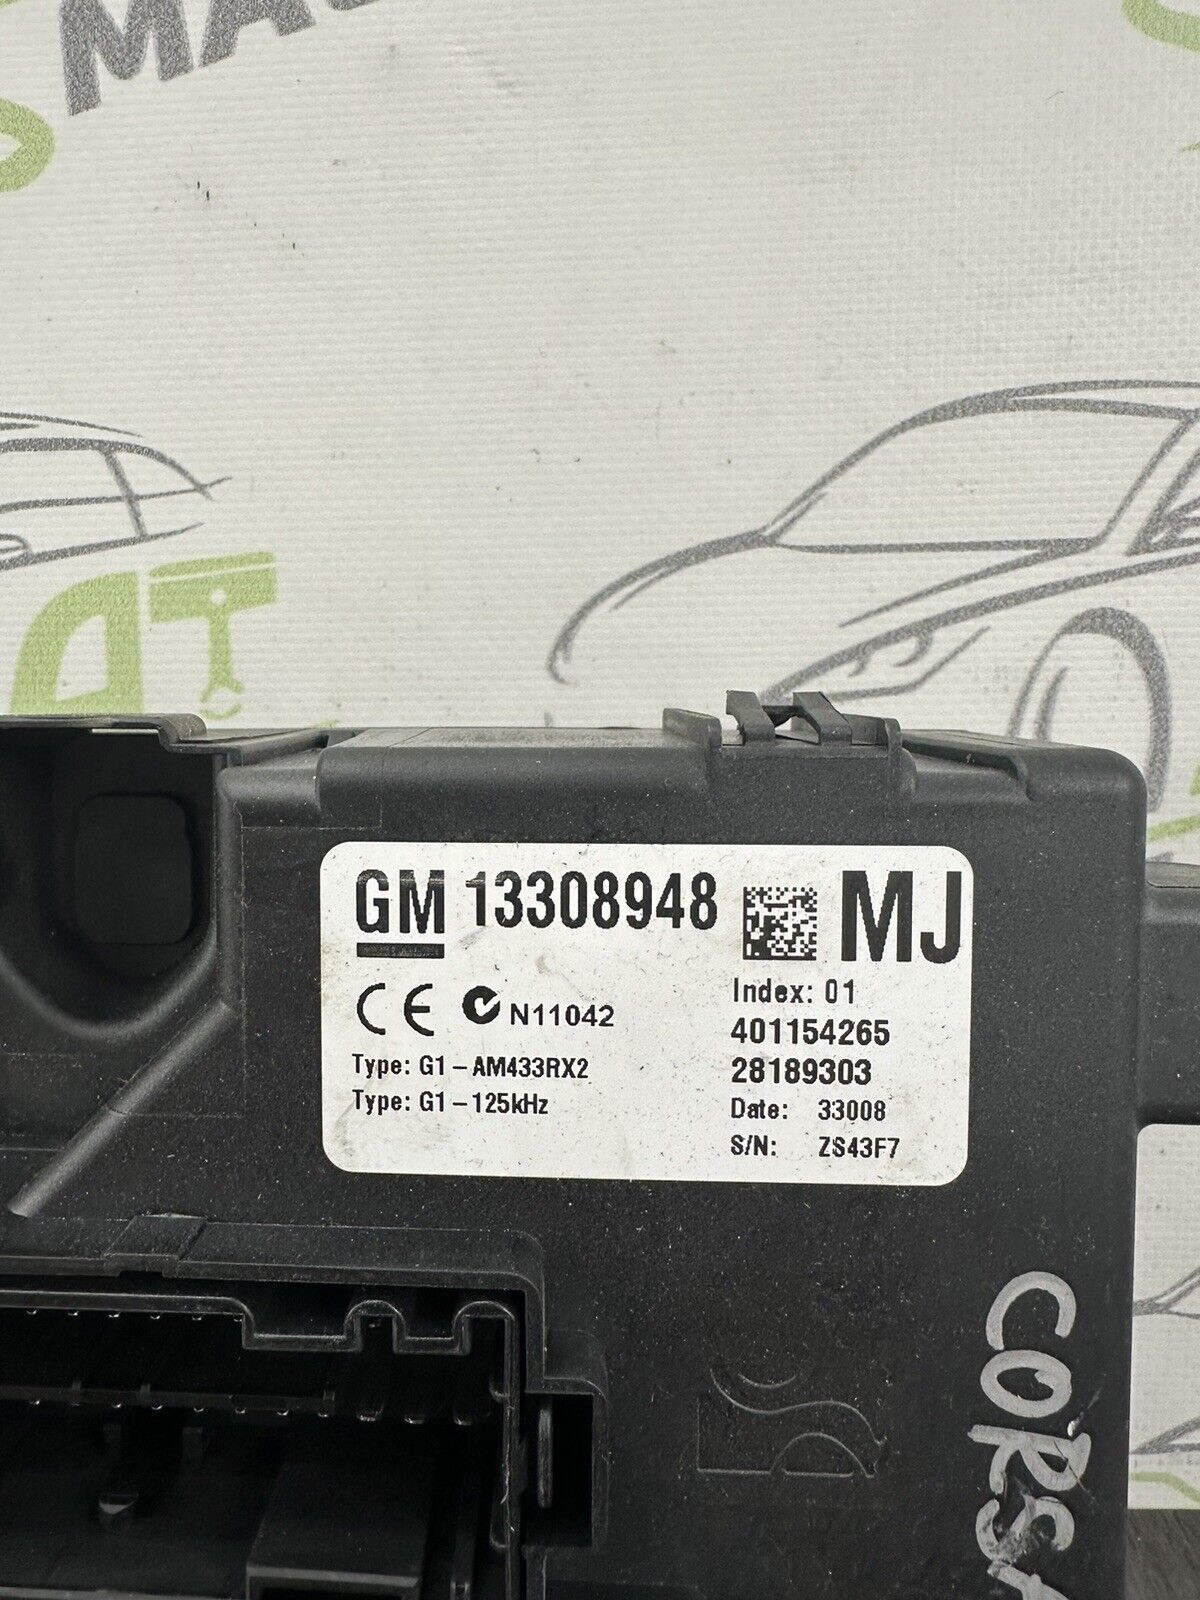 GM 13308948 MJ
CE N11042
Index: 01
401154265
28189303
Type: G1-AM433RX2
Type: G1-125kHz
Date: 33008
S/N: ZS43F7
CORSA